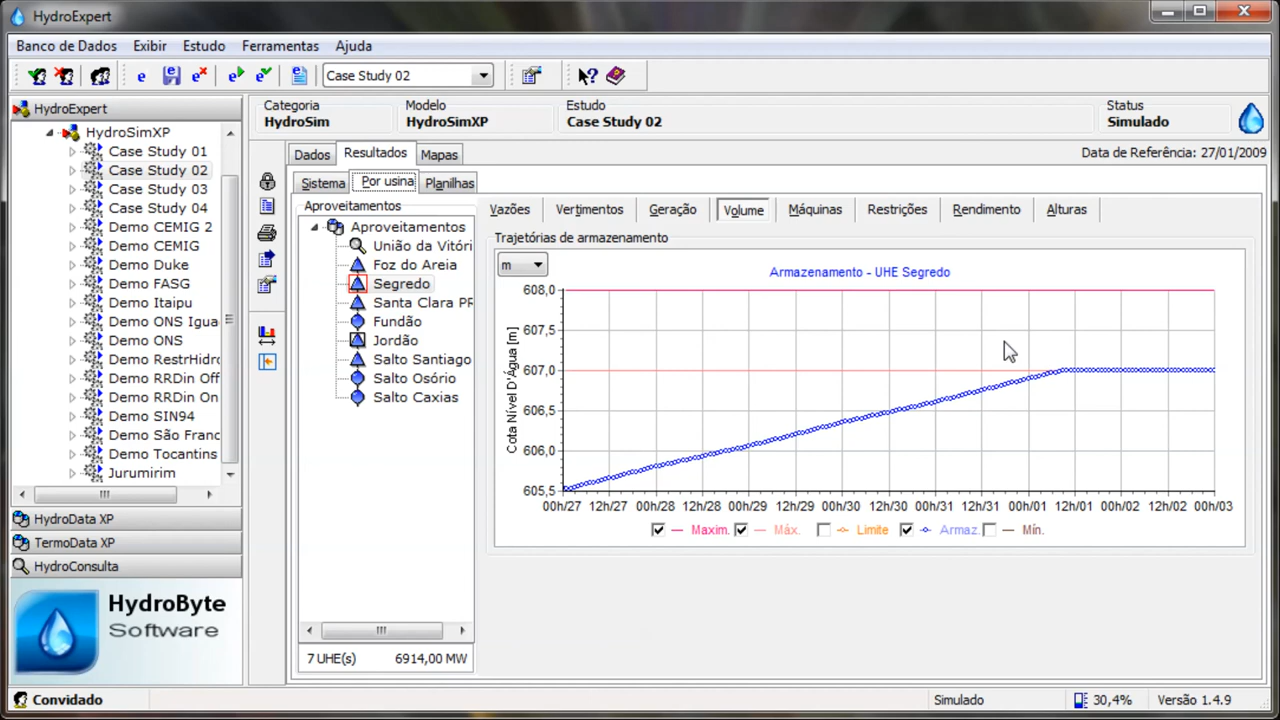 HydroExpert
Banco de Dados Exibir Estudo Ferramentas Ajuda
Case Study 02
HydroExpert
HydroSimXP
Case Study 01
Case Study 02
Case Study 03
Case Study 04
Demo CEMIG 2
Demo CEMIG
Demo Duke
Demo FASG
Demo Itaipu
Demo ONS Igua
Demo ONS
Demo RestrHidro
Demo RRDin Off
Demo RRDin On
Demo SIN94
Demo São Franc
Demo Tocantins
Jurumirim
HydroData XP
TermoData XP
HydroConsulta
HydroByte
Software
Categoria Modelo Estudo Status
HydroSim HydroSimXP Case Study 02 Simulado
Dados Resultados Mapas Data de Referência: 27/01/2009
Sistema Por usina Planilhas
Aproveitamentos
Aproveitamentos
União da Vitóri
Foz do Areia
Segredo
Santa Clara PR
Fundão
Jordão
Salto Santiago
Salto Osório
Salto Caxias
7 UHE(s) 6914,00 MW
Vazões Vertimentos Geração Volume Máquinas Restrições Rendimento Alturas
Trajetórias de armazenamento
m
Armazenamento - UHE Segredo
Cota Nível D'Água [m]
608,0
607,5
607,0
606,5
606,0
605,5
00h/27 12h/27 00h/28 12h/28 00h/29 12h/29 00h/30 12h/30 00h/31 12h/31 00h/01 12h/01 00h/02 12h/02 00h/03
Maxim. Máx. Limite Armaz. Mín.
Convidado Simulado 30,4% Versão 1.4.9